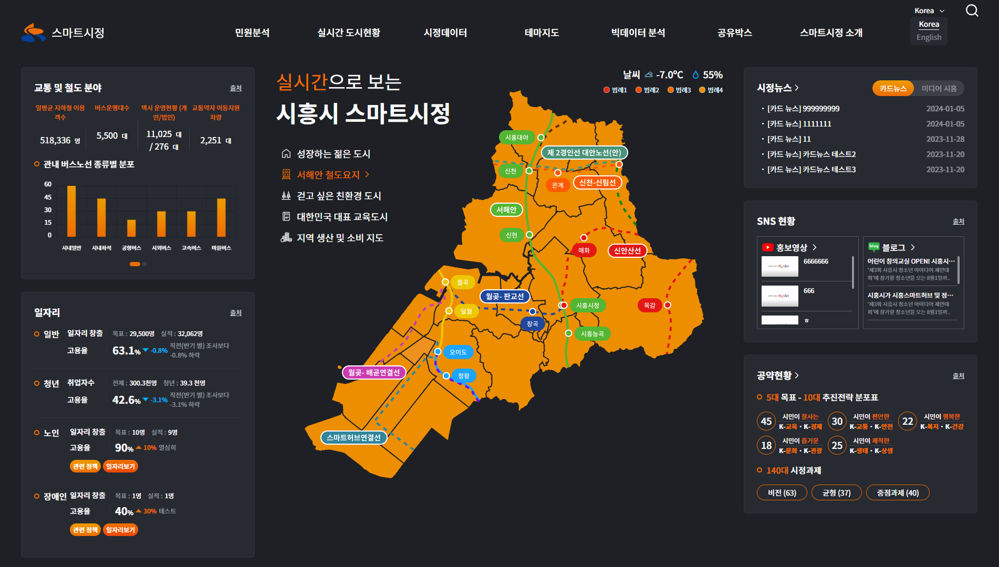 Korea
Korea
English
스마트시정
민원분석 실시간 도시현황 시정데이터 테마지도 빅데이터 분석 공유박스 스마트시정 소개
교통 및 철도 분야 출처
일평균 지하철 이용객수
518,336 명
버스운행대수
5,500 대
택시 운영현황 (개인/법인)
11,025 대
/ 276 대
교통약자 이동지원 차량
2,251 대
관내 버스노선 종류별 분포
60
45
30
15
0
시내일반 시내좌석 공항버스 시외버스 고속버스 마을버스
일자리 출처
일반 일자리 창출 목표 : 29,500명 실적 : 32,062명
고용율 63.1% -0.8% 직전(반기 별) 조사보다
-0.8% 하락
청년 취업자수 전체 : 300.3천명 청년 : 39.3 천명
고용율 42.6% -3.1% 직전(반기 별) 조사보다
-3.1% 하락
노인 일자리 창출 목표 : 10명 실적 : 9명
고용율 90% 10% 열심히
관련 정책 일자리보기
장애인 일자리 창출 목표 : 1명 실적 : 1명
고용율 40% 30% 테스트
관련 정책 일자리보기
실시간으로 보는
시흥시 스마트시정
성장하는 젊은 도시
서해안 철도요지
걷고 싶은 친환경 도시
대한민국 대표 교육도시
지역 생산 및 소비 지도
날씨 -7.0℃ 55%
범례1 범례2 범례3 범례4
시흥대야
제 2경인선 대안노선(안)
신천
은계
신천-신림선
서해안
신현
매화
신안산선
월곡
월곶- 판교선
달월
장곡
시흥시청
목감
시흥능곡
오이도
월곶- 배곧연결선
정왕
스마트허브연결선
시정뉴스 카드뉴스 미디어 시흥
· [카드 뉴스] 999999999 2024-01-05
· [카드 뉴스] 1111111 2024-01-05
· [카드 뉴스] 11 2023-11-28
· [카드 뉴스] 카드뉴스 테스트2 2023-11-20
· [카드 뉴스] 카드뉴스 테스트3 2023-11-20
SNS 현황 출처
홍보영상
6666666
666
ㅎ
blog 블로그
어린이 창의교실 OPEN! 시흥시…
'제3회 시흥시 청소년 아이디어 제안대
회'에 참가할 청소년을 오는 8월1일까..
시흥시가 시흥스마트허브 및 정…
'제3회 시흥시 청소년 아이디어 제안대
회'에 참가할 청소년을 오는 8월1일까..
공약현황 출처
5대 목표 - 10대 추진전략 분포표
45 시민이 잘사는
K-교육 · K-경제
30 시민이 편안한
K-교통 · K-안전
22 시민이 행복한
K-복지 · K-건강
18 시민이 즐거운
K-문화 · K-관광
25 시민이 쾌적한
K-생태 · K-상생
140대 시정과제
비전 (63) 균형 (37) 중점과제 (40)